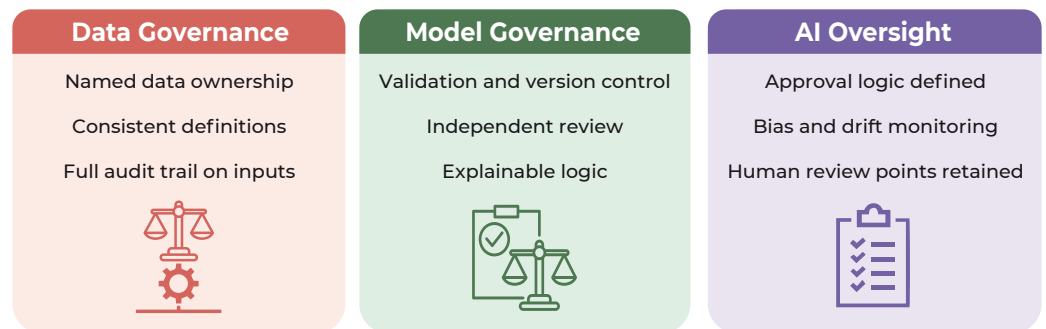 Data Governance
Named data ownership
Consistent definitions
Full audit trail on inputs
Model Governance
Validation and version control
Independent review
Explainable logic
AI Oversight
Approval logic defined
Bias and drift monitoring
Human review points retained